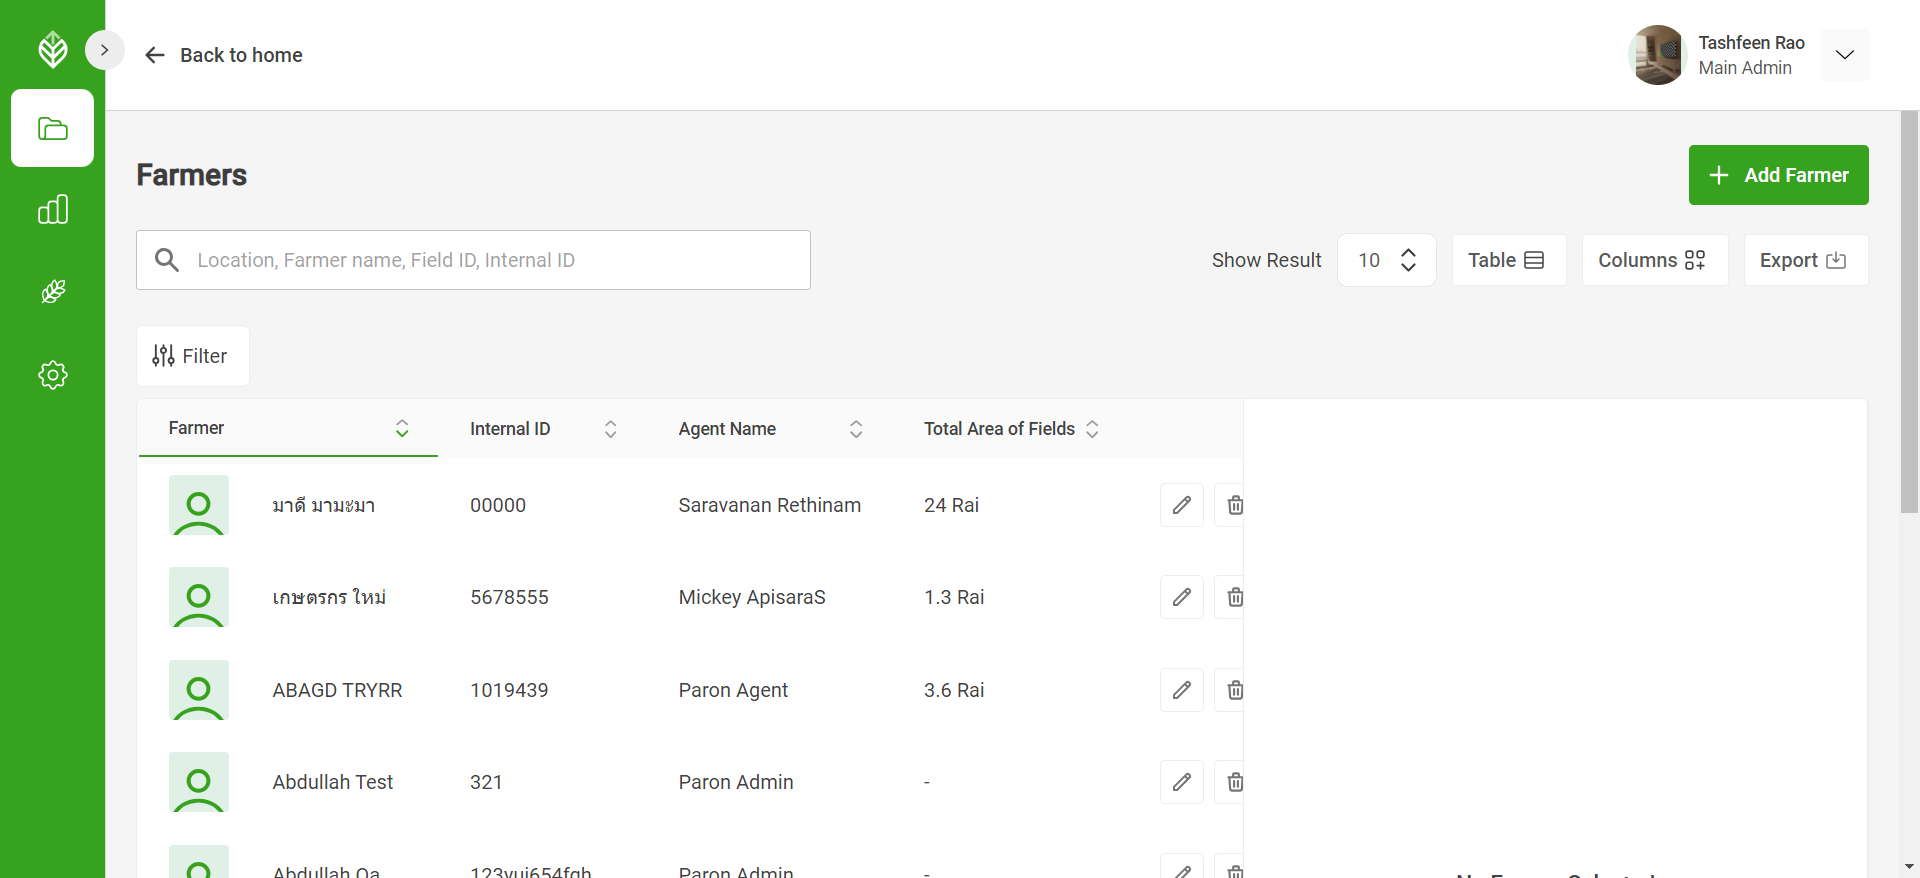 Back to home
Tashfeen Rao
Main Admin
Farmers
Add Farmer
Location, Farmer name, Field ID, Internal ID
Show Result 10 Table Columns Export
Filter
Farmer Internal ID Agent Name Total Area of Fields
มาดี มามะมา 00000 Saravanan Rethinam 24 Rai
เกษตรกร ใหม่ 5678555 Mickey ApisaraS 1.3 Rai
ABAGD TRYRR 1019439 Paron Agent 3.6 Rai
Abdullah Test 321 Paron Admin -
Abdullah Qa 123yui654fgh Paron Admin -